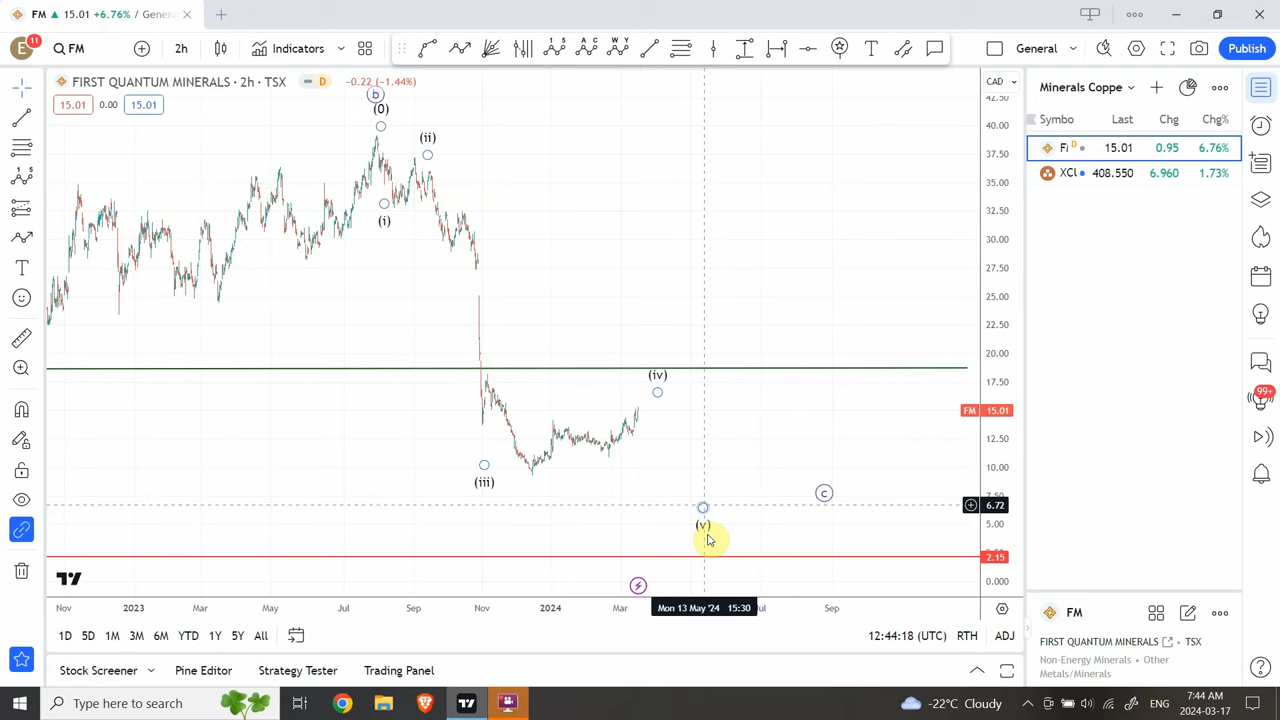 FM ▲ 15.01 +6.76% / Genera
E 11 FM 2h Indicators General Publish
FIRST QUANTUM MINERALS · 2h · TSX D −0.22 (−1.44%)
15.01 0.00 15.01
CAD
Minerals Coppe
Symbo Last Chg Chg%
F D 15.01 0.95 6.76%
XCI 408.550 6.960 1.73%
b
(0)
(ii)
(i)
(iv)
(iii)
c
(v)
42.50
40.00
37.50
35.00
32.50
30.00
27.50
25.00
22.50
20.00
17.50
FM 15.01
12.50
10.00
7.50
6.72
5.00
2.15
0.000
99+
Nov 2023 Mar May Jul Sep Nov 2024 Mar Mon 13 May '24 15:30 Jul Sep
1D 5D 1M 3M 6M YTD 1Y 5Y All 12:44:18 (UTC) RTH ADJ
Stock Screener Pine Editor Strategy Tester Trading Panel
FM
FIRST QUANTUM MINERALS · TSX
Non-Energy Minerals · Other
Metals/Minerals
Type here to search
-22°C Cloudy ENG 7:44 AM
2024-03-17